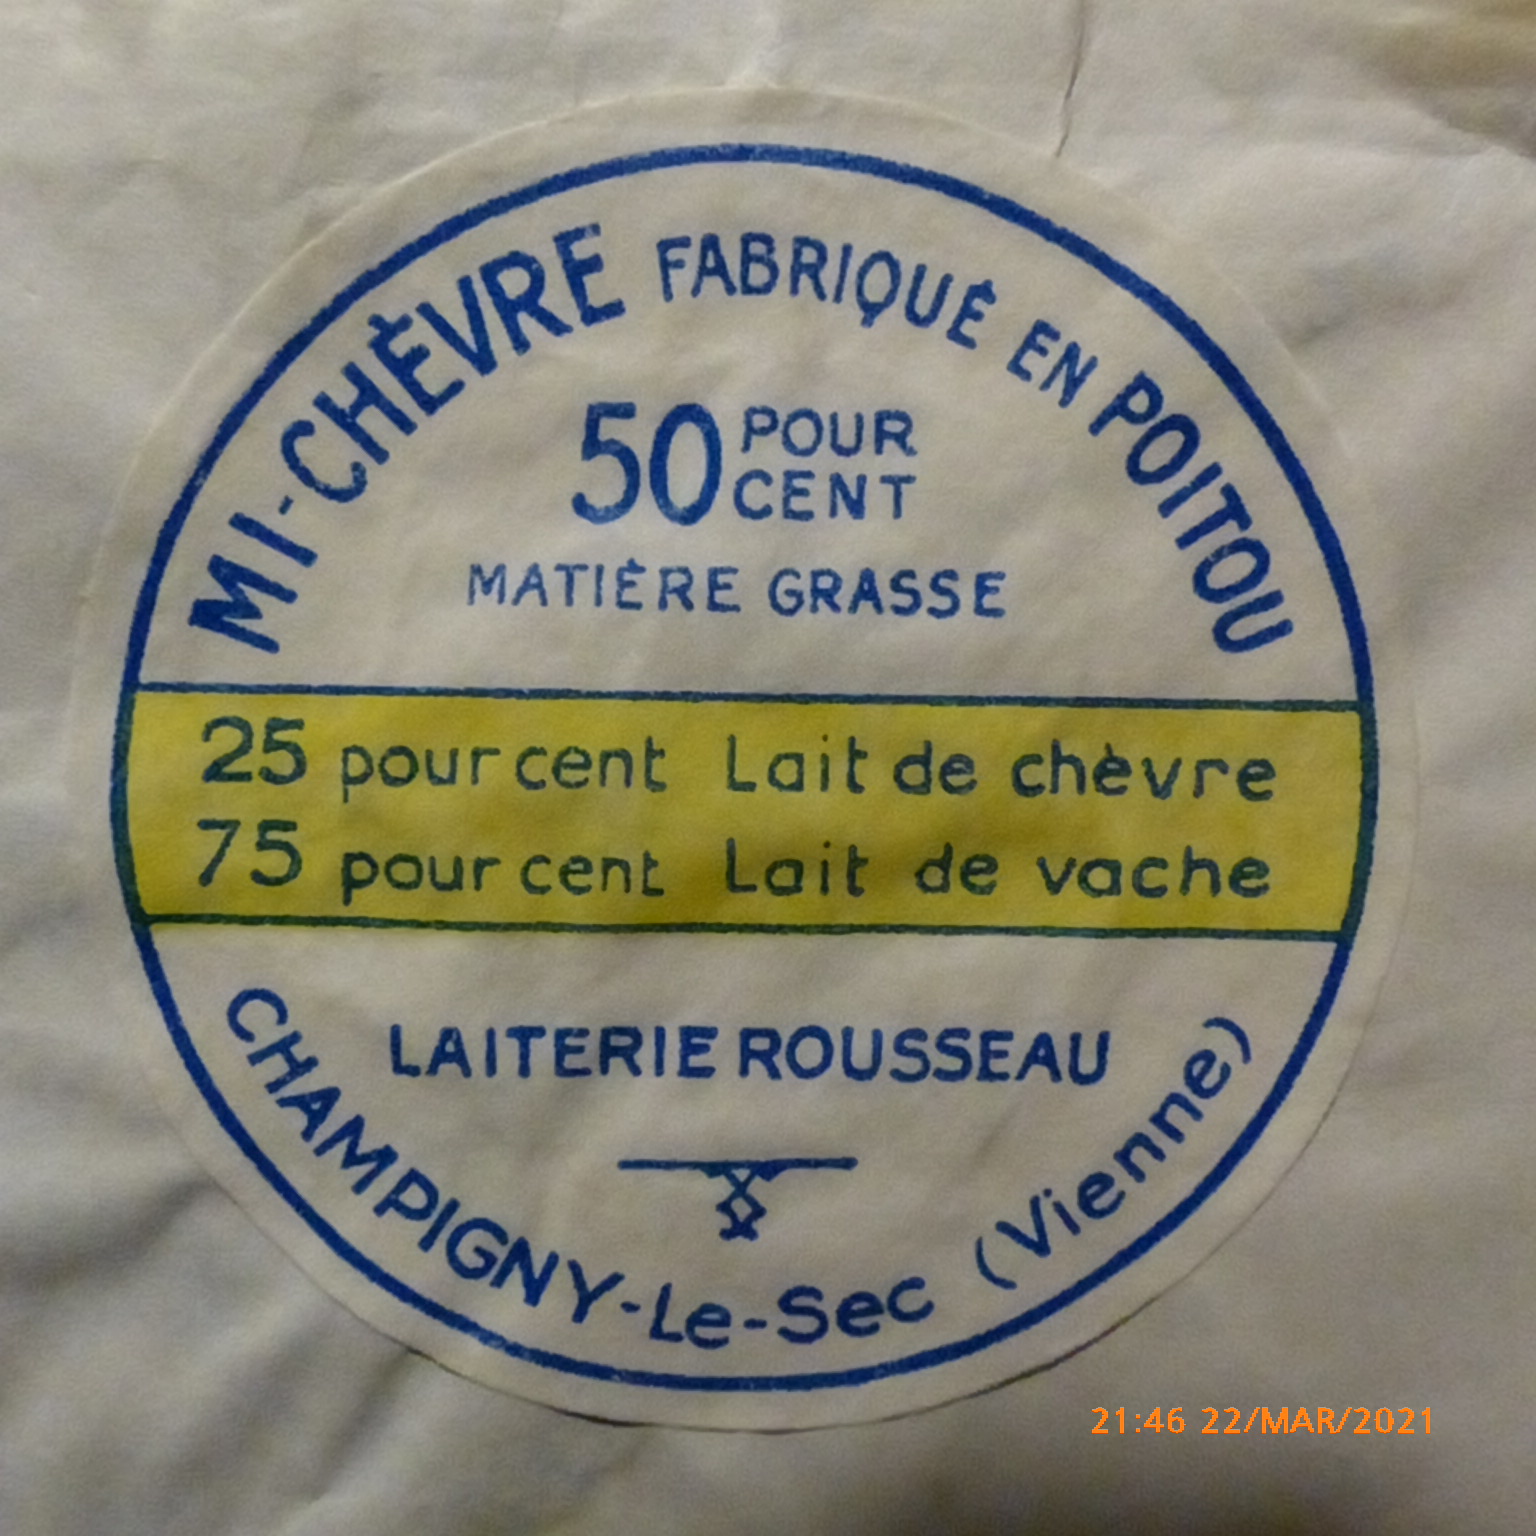 MI-CHÈVRE FABRIQUÉ EN POITOU
50 POUR CENT
MATIÈRE GRASSE
25 pour cent Lait de chèvre
75 pour cent Lait de vache
LAITERIE ROUSSEAU
CHAMPIGNY-Le-Sec (Vienne)
21:46 22/MAR/2021